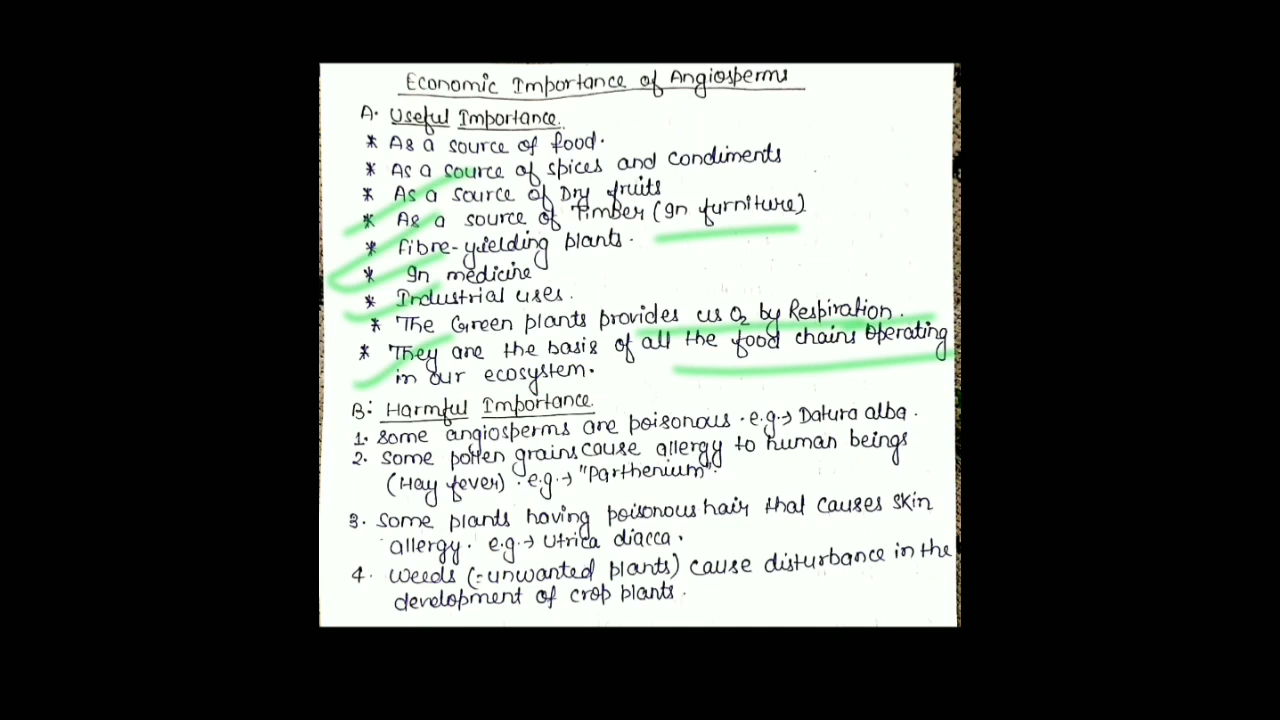 Economic Importance of Angiosperms
A. Useful Importance.
* As a source of food.
* As a source of spices and condiments
* As a source of Dry fruits
* As a source of Timber (In furniture)
* Fibre-yielding plants.
* In medicine
* Industrial uses.
* The Green plants provides us O2 by Respiration.
* They are the basis of all the food chains Operating
in our ecosystem.
B: Harmful Importance
1. some angiosperms are poisonous. e.g.→ Datura alba.
2. some pollen grains cause allergy to human beings
(Hay fever). e.g.→ "Parthenium".
3. some plants having poisonous hair that causes skin
allergy. e.g.→ Utrica diacca.
4. weeds (=unwanted plants) cause disturbance in the
development of crop plants.